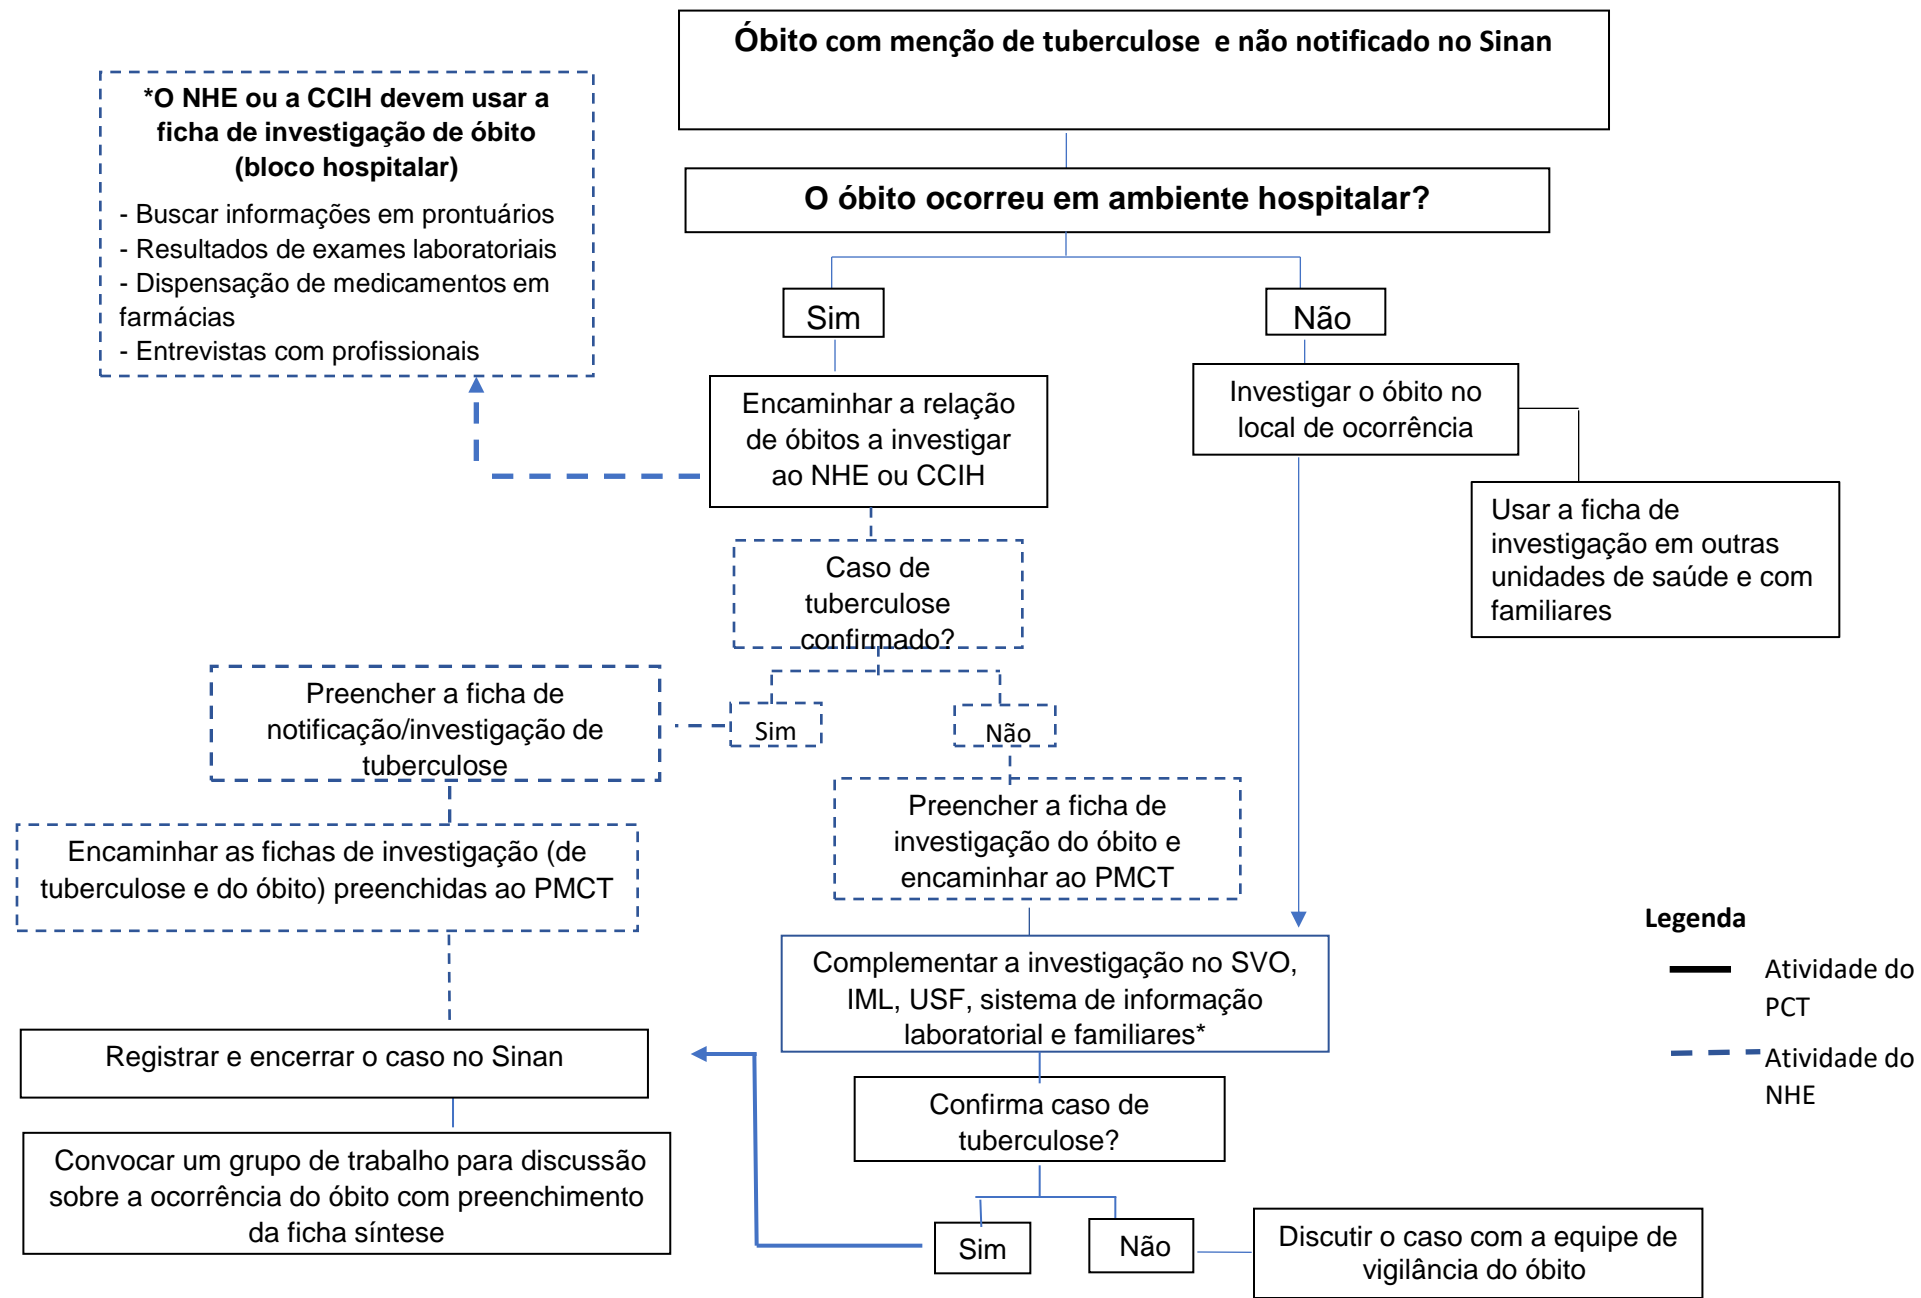 Óbito com menção de tuberculose e não notificado no Sinan
*O NHE ou a CCIH devem usar a
ficha de investigação de óbito
(bloco hospitalar)
- Buscar informações em prontuários
- Resultados de exames laboratoriais
- Dispensação de medicamentos em
farmácias
- Entrevistas com profissionais
O óbito ocorreu em ambiente hospitalar?
Sim
Não
Encaminhar a relação
de óbitos a investigar
ao NHE ou CCIH
Investigar o óbito no
local de ocorrência
Usar a ficha de
investigação em outras
unidades de saúde e com
familiares
Caso de
tuberculose
confirmado?
Sim
Não
Preencher a ficha de
notificação/investigação de
tuberculose
Preencher a ficha de
investigação do óbito e
encaminhar ao PMCT
Encaminhar as fichas de investigação (de
tuberculose e do óbito) preenchidas ao PMCT
Complementar a investigação no SVO,
IML, USF, sistema de informação
laboratorial e familiares*
Registrar e encerrar o caso no Sinan
Confirma caso de
tuberculose?
Convocar um grupo de trabalho para discussão
sobre a ocorrência do óbito com preenchimento
da ficha síntese
Sim
Não
Discutir o caso com a equipe de
vigilância do óbito
Legenda
Atividade do
PCT
Atividade do
NHE